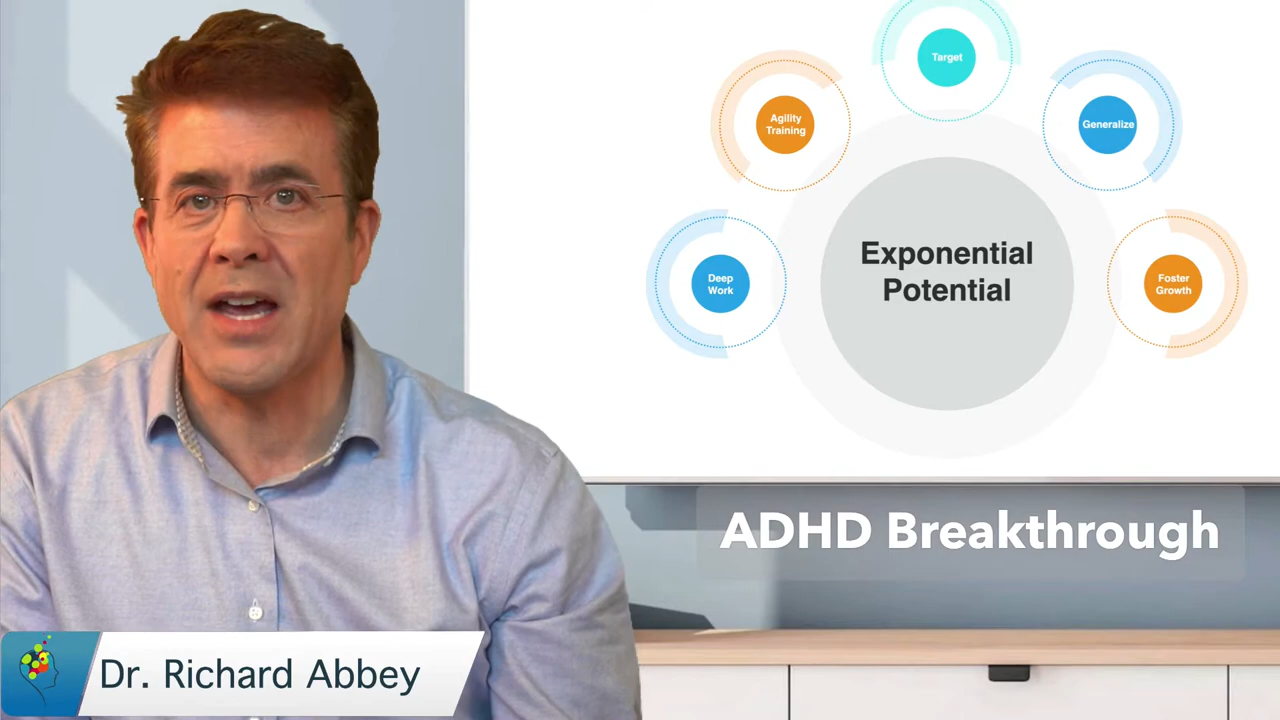 Target
Agility
Training
Generalize
Deep
Work
Exponential
Potential
Foster
Growth
ADHD Breakthrough
Dr. Richard Abbey